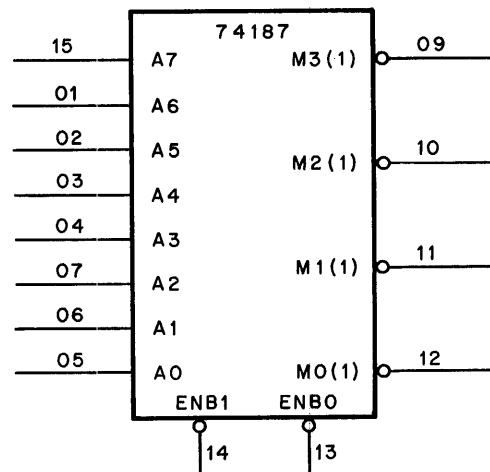 74187
15 A7 M3(1) 09
01 A6
02 A5 M2(1) 10
03 A4
04 A3 M1(1) 11
07 A2
06 A1
05 A0 M0(1) 12
ENB1 ENB0
14 13